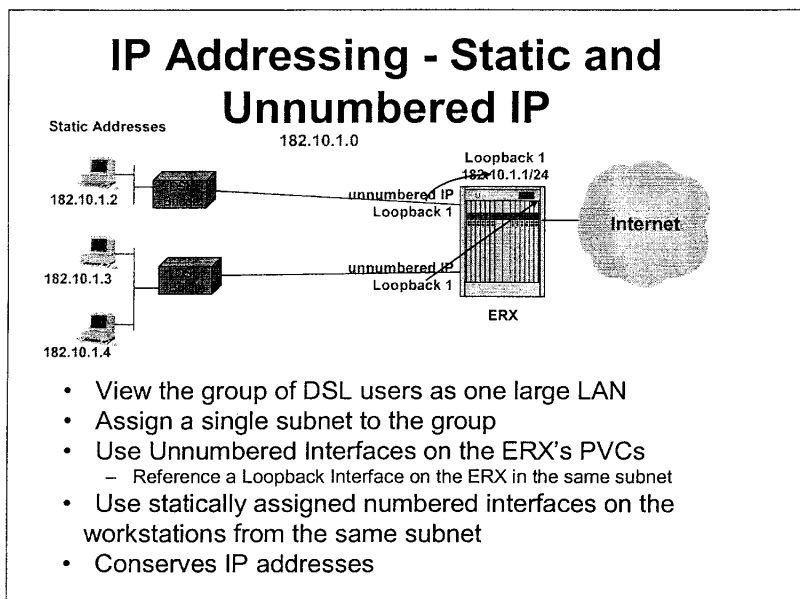 IP Addressing - Static and
Unnumbered IP
Static Addresses
182.10.1.0
Loopback 1
182.10.1.1/24
182.10.1.2
unnumbered IP
Loopback 1
Internet
182.10.1.3
unnumbered IP
Loopback 1
ERX
182.10.1.4
• View the group of DSL users as one large LAN
• Assign a single subnet to the group
• Use Unnumbered Interfaces on the ERX's PVCs
– Reference a Loopback Interface on the ERX in the same subnet
• Use statically assigned numbered interfaces on the
workstations from the same subnet
• Conserves IP addresses